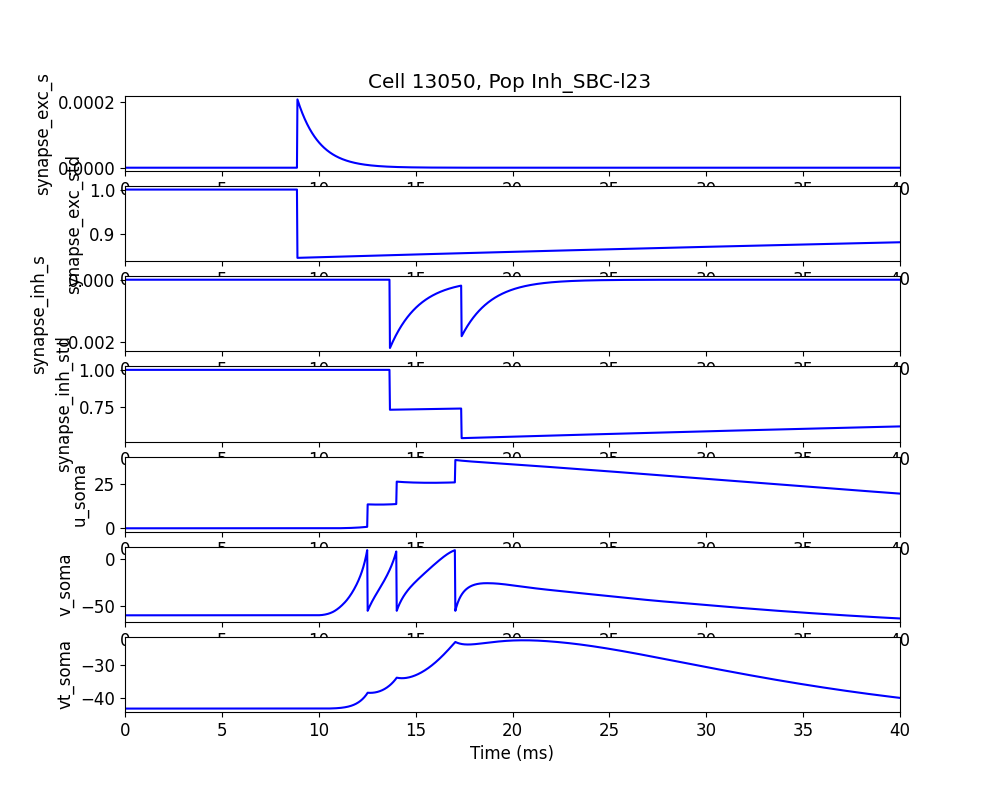 Cell 13050, Pop Inh_SBC-l23
synapse_exc_s
0.0002
0.0000
synapse_exc_std
1.0
0.9
synapse_inh_s
0.000
0.002
synapse_inh_std
1.00
0.75
u_soma
25
0
v_soma
0
−50
vt_soma
−30
−40
0 5 10 15 20 25 30 35 40
Time (ms)